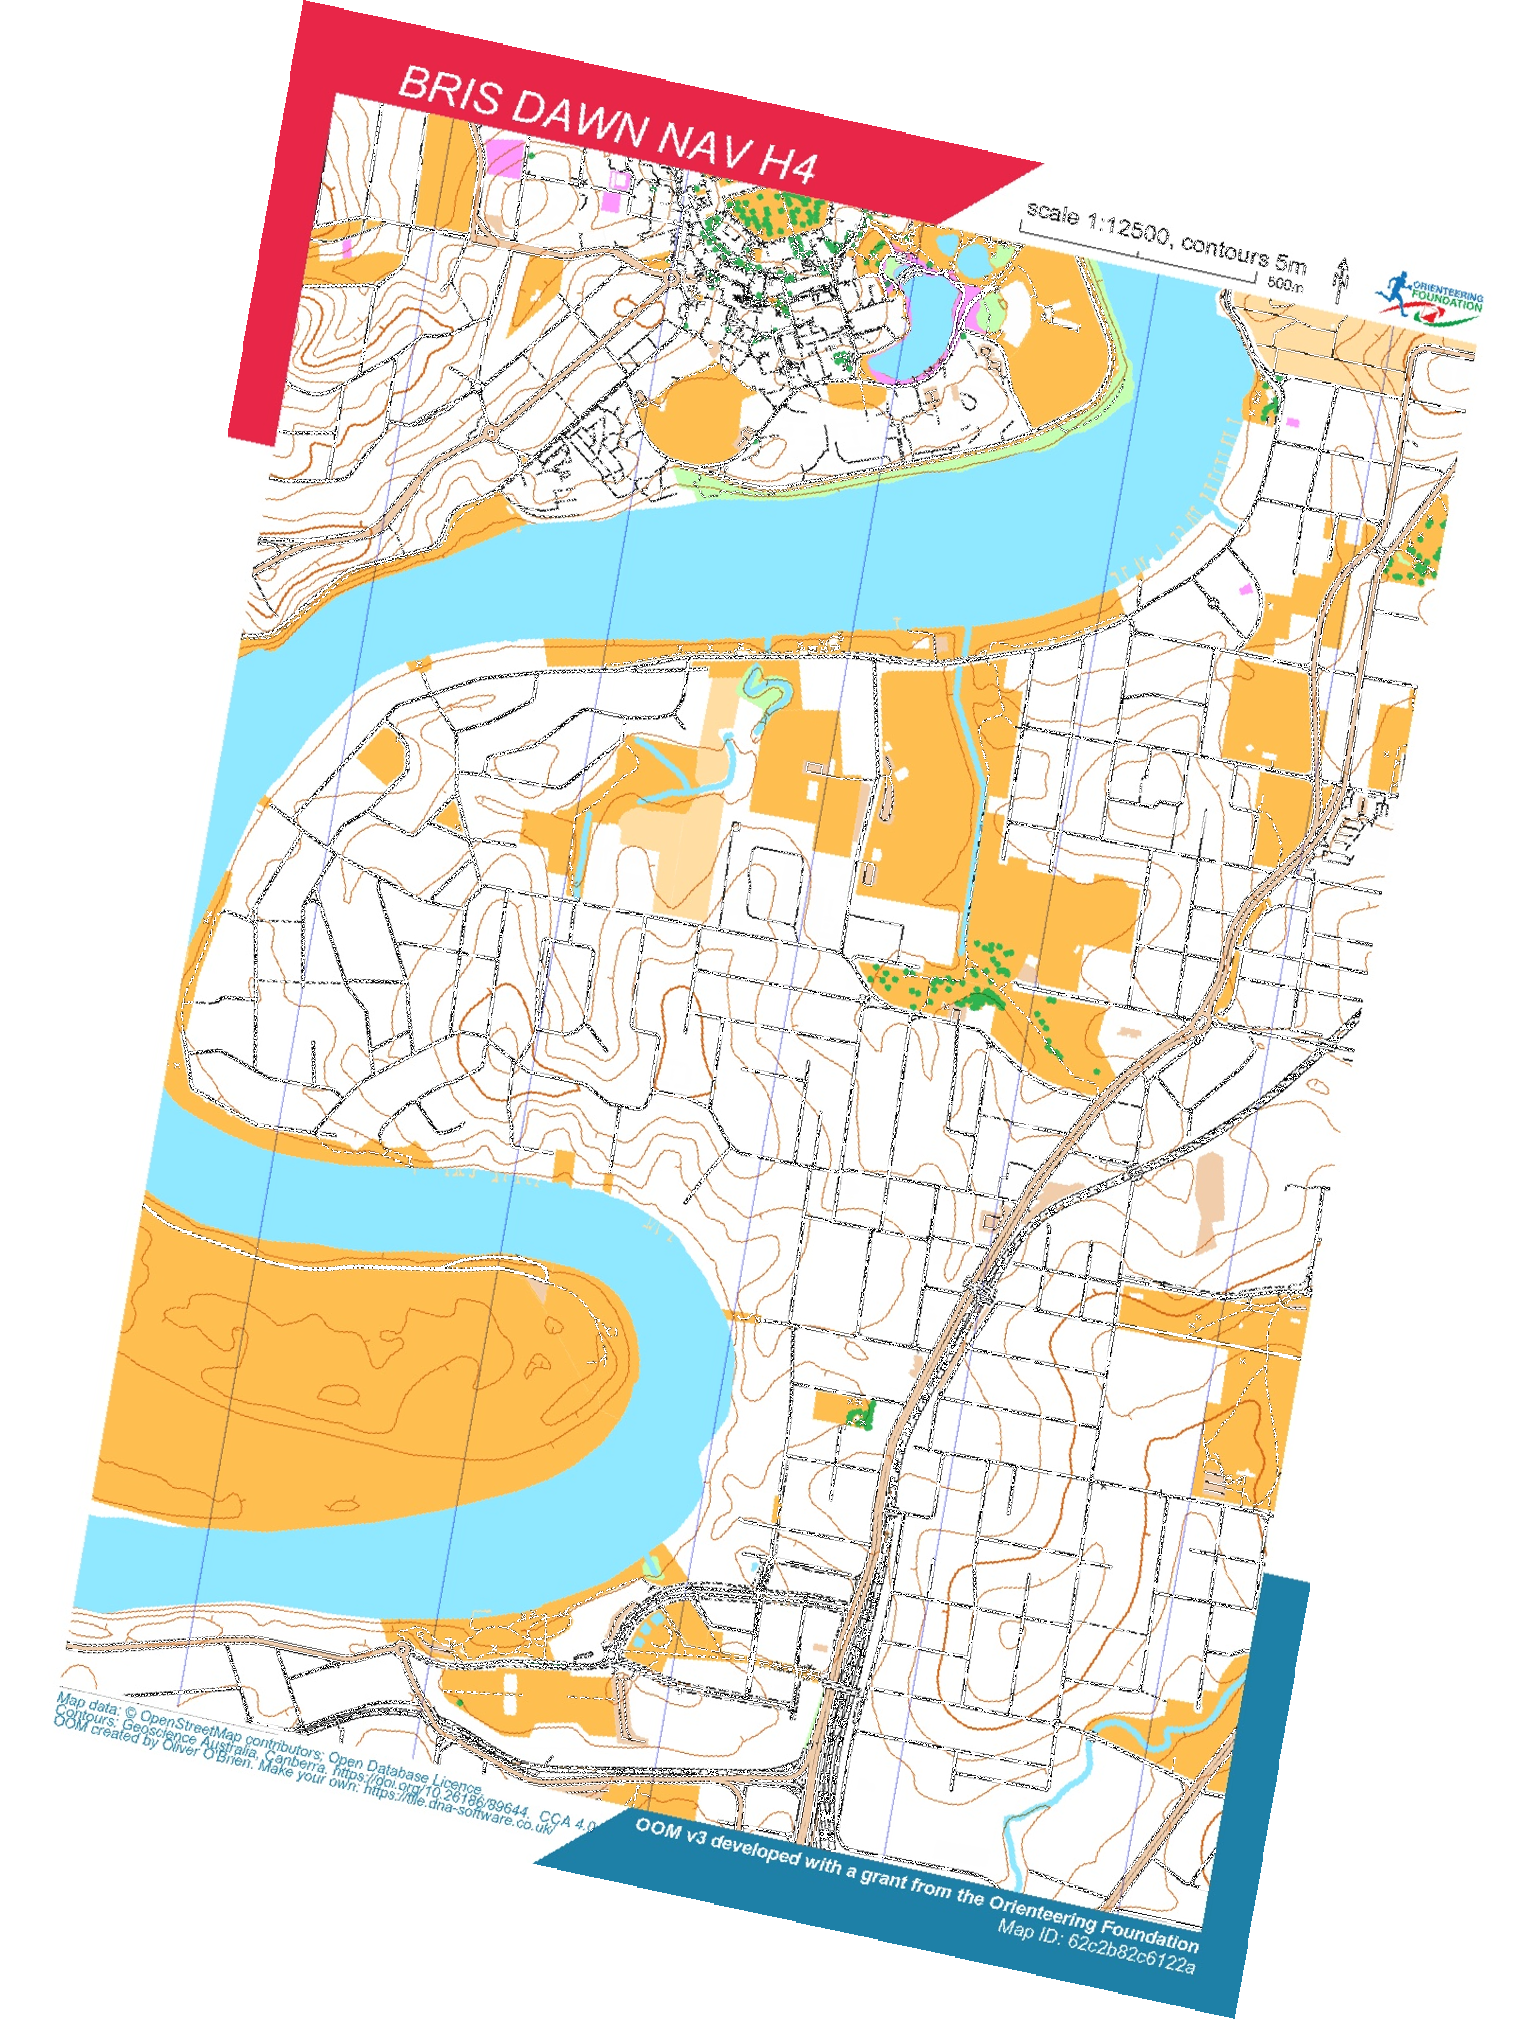 BRIS DAWN NAV H4
scale 1:12500, contours 5m
500m
ORIENTEERING
FOUNDATION
Map data: © OpenStreetMap contributors; Open Database Licence.
Contours: Geoscience Australia, Canberra. https://doi.org/10.26186/89644. CCA 4.0
OOM created by Oliver O'Brien. Make your own: https://tile.dna-software.co.uk/
OOM v3 developed with a grant from the Orienteering Foundation
Map ID: 62c2b82c6122a